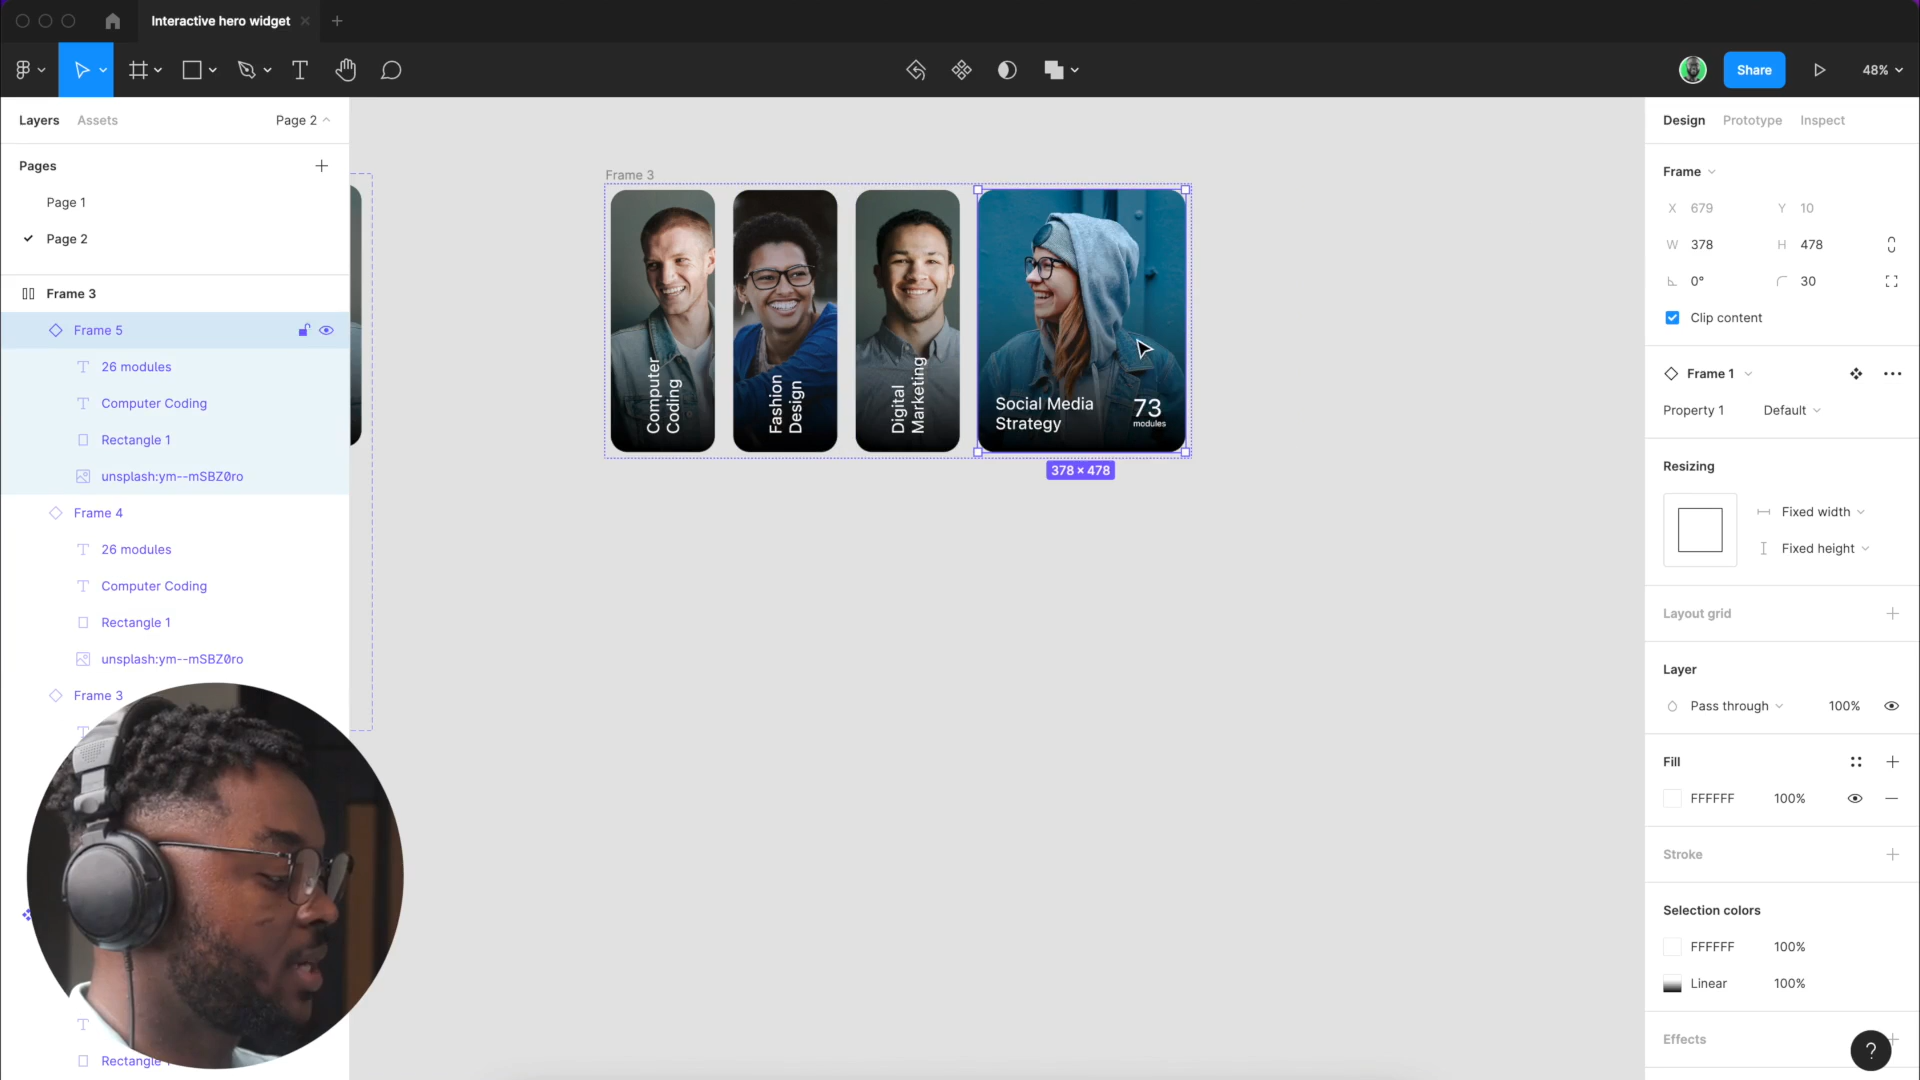 Interactive hero widget
Share
48%
Layers
Assets
Page 2
Pages
Page 1
Page 2
Frame 3
Frame 5
26 modules
Computer Coding
Rectangle 1
unsplash:ym--mSBZ0ro
Frame 4
26 modules
Computer Coding
Rectangle 1
unsplash:ym--mSBZ0ro
Frame 3
Rectangle
Frame 3
Computer
Coding
Fashion
Design
Digital
Marketing
Social Media
Strategy
73
modules
378 × 478
Design
Prototype
Inspect
Frame
X 679
Y 10
W 378
H 478
0°
30
Clip content
Frame 1
Property 1
Default
Resizing
Fixed width
Fixed height
Layout grid
Layer
Pass through
100%
Fill
FFFFFF
100%
Stroke
Selection colors
FFFFFF
100%
Linear
100%
Effects
?